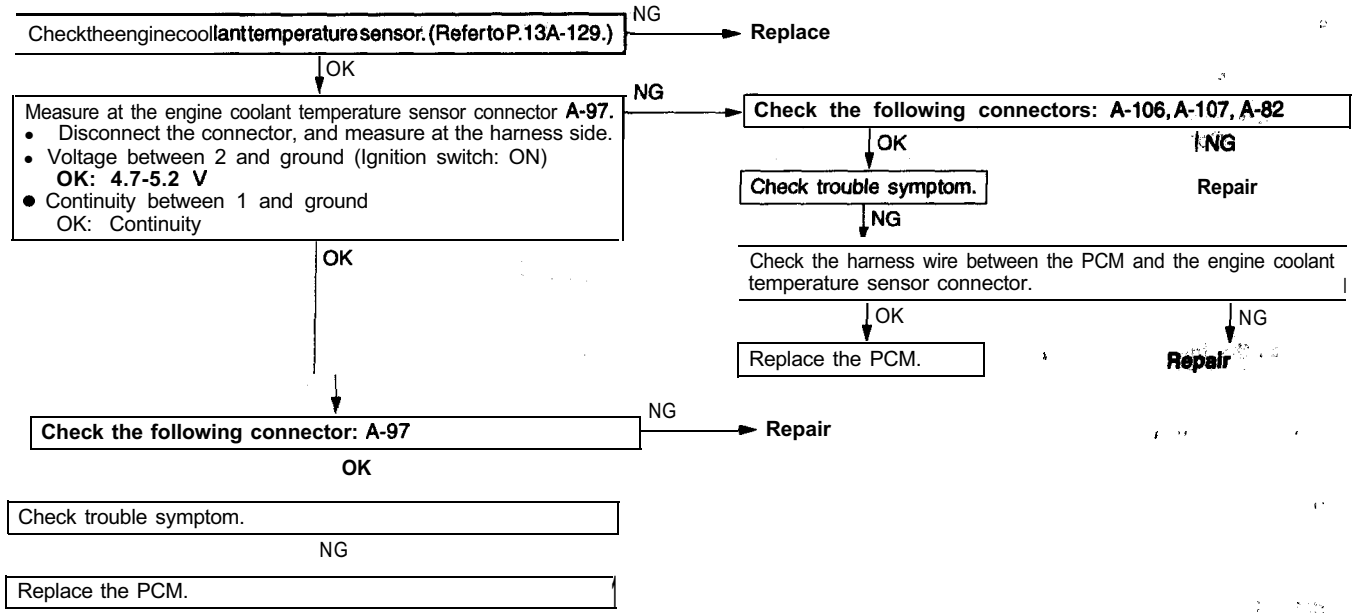 NG
Checktheenginecoollanttemperaturesensor.(RefertoP.13A-129.)
Replace
OK
Measure at the engine coolant temperature sensor connector A-97.
• Disconnect the connector, and measure at the harness side.
• Voltage between 2 and ground (Ignition switch: ON)
OK: 4.7-5.2 V
• Continuity between 1 and ground
OK: Continuity
NG
Check the following connectors: A-106, A-107, A-82
OK
NG
Check trouble symptom.
Repair
NG
Check the harness wire between the PCM and the engine coolant
temperature sensor connector.
OK
NG
Replace the PCM.
Repair
OK
Check the following connector: A-97
NG
Repair
OK
Check trouble symptom.
NG
Replace the PCM.